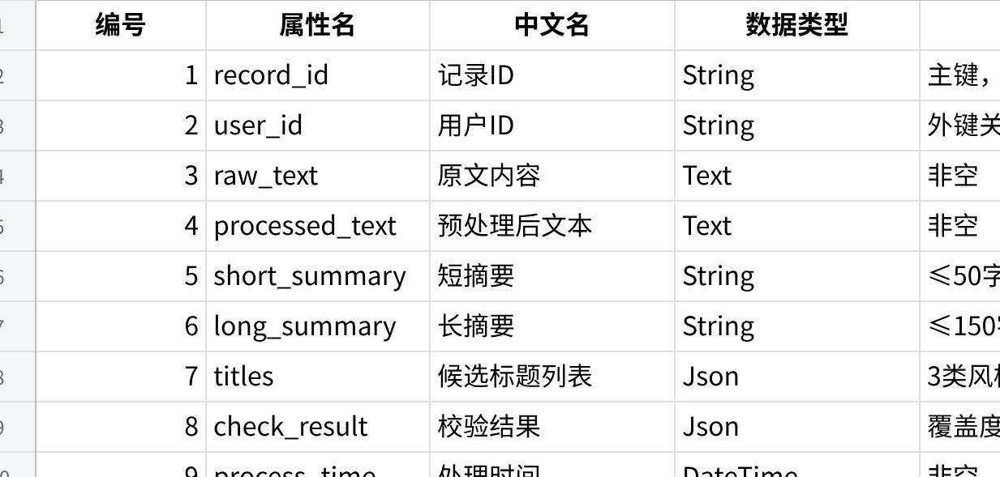 编号 属性名 中文名 数据类型
1 record_id 记录ID String 主键，
2 user_id 用户ID String 外键关
3 raw_text 原文内容 Text 非空
4 processed_text 预处理后文本 Text 非空
5 short_summary 短摘要 String ≤50字
6 long_summary 长摘要 String ≤150
7 titles 候选标题列表 Json 3类风
8 check_result 校验结果 Json 覆盖度
9 process_time 处理时间 DateTime 非空